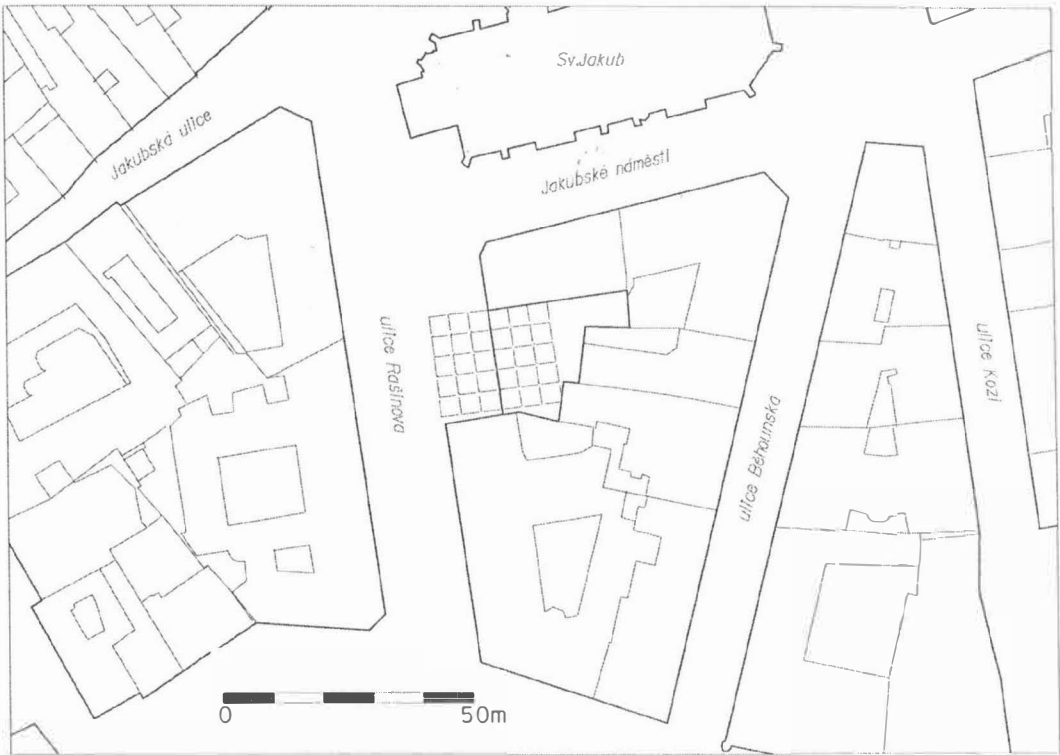 Sv.Jakub
Jakubská ulice
Jakubské náměstí
ulice Rašínova
ulice Kozí
ulice Běhounská
0 50m